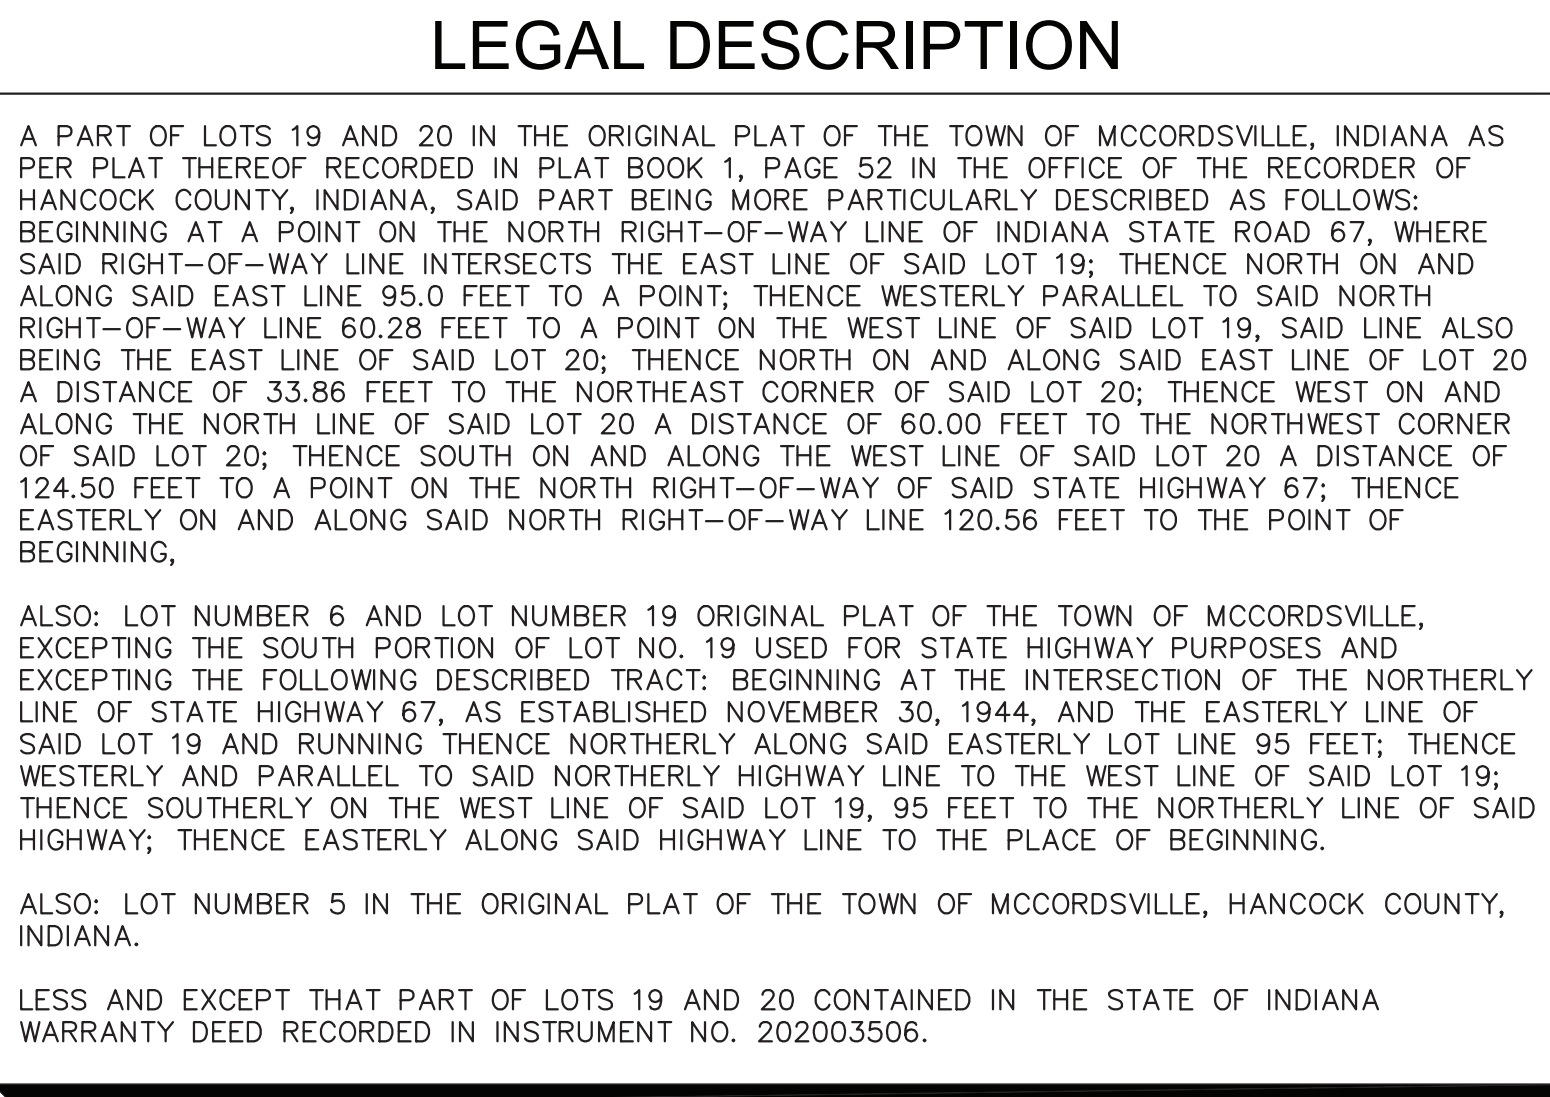 LEGAL DESCRIPTION
A PART OF LOTS 19 AND 20 IN THE ORIGINAL PLAT OF THE TOWN OF MCCORDSVILLE, INDIANA AS
PER PLAT THEREOF RECORDED IN PLAT BOOK 1, PAGE 52 IN THE OFFICE OF THE RECORDER OF
HANCOCK COUNTY, INDIANA, SAID PART BEING MORE PARTICULARLY DESCRIBED AS FOLLOWS:
BEGINNING AT A POINT ON THE NORTH RIGHT-OF-WAY LINE OF INDIANA STATE ROAD 67, WHERE
SAID RIGHT-OF-WAY LINE INTERSECTS THE EAST LINE OF SAID LOT 19; THENCE NORTH ON AND
ALONG SAID EAST LINE 95.0 FEET TO A POINT; THENCE WESTERLY PARALLEL TO SAID NORTH
RIGHT-OF-WAY LINE 60.28 FEET TO A POINT ON THE WEST LINE OF SAID LOT 19, SAID LINE ALSO
BEING THE EAST LINE OF SAID LOT 20; THENCE NORTH ON AND ALONG SAID EAST LINE OF LOT 20
A DISTANCE OF 33.86 FEET TO THE NORTHEAST CORNER OF SAID LOT 20; THENCE WEST ON AND
ALONG THE NORTH LINE OF SAID LOT 20 A DISTANCE OF 60.00 FEET TO THE NORTHWEST CORNER
OF SAID LOT 20; THENCE SOUTH ON AND ALONG THE WEST LINE OF SAID LOT 20 A DISTANCE OF
124.50 FEET TO A POINT ON THE NORTH RIGHT-OF-WAY OF SAID STATE HIGHWAY 67; THENCE
EASTERLY ON AND ALONG SAID NORTH RIGHT-OF-WAY LINE 120.56 FEET TO THE POINT OF
BEGINNING,
ALSO: LOT NUMBER 6 AND LOT NUMBER 19 ORIGINAL PLAT OF THE TOWN OF MCCORDSVILLE,
EXCEPTING THE SOUTH PORTION OF LOT NO. 19 USED FOR STATE HIGHWAY PURPOSES AND
EXCEPTING THE FOLLOWING DESCRIBED TRACT: BEGINNING AT THE INTERSECTION OF THE NORTHERLY
LINE OF STATE HIGHWAY 67, AS ESTABLISHED NOVEMBER 30, 1944, AND THE EASTERLY LINE OF
SAID LOT 19 AND RUNNING THENCE NORTHERLY ALONG SAID EASTERLY LOT LINE 95 FEET; THENCE
WESTERLY AND PARALLEL TO SAID NORTHERLY HIGHWAY LINE TO THE WEST LINE OF SAID LOT 19;
THENCE SOUTHERLY ON THE WEST LINE OF SAID LOT 19, 95 FEET TO THE NORTHERLY LINE OF SAID
HIGHWAY; THENCE EASTERLY ALONG SAID HIGHWAY LINE TO THE PLACE OF BEGINNING.
ALSO: LOT NUMBER 5 IN THE ORIGINAL PLAT OF THE TOWN OF MCCORDSVILLE, HANCOCK COUNTY,
INDIANA.
LESS AND EXCEPT THAT PART OF LOTS 19 AND 20 CONTAINED IN THE STATE OF INDIANA
WARRANTY DEED RECORDED IN INSTRUMENT NO. 202003506.